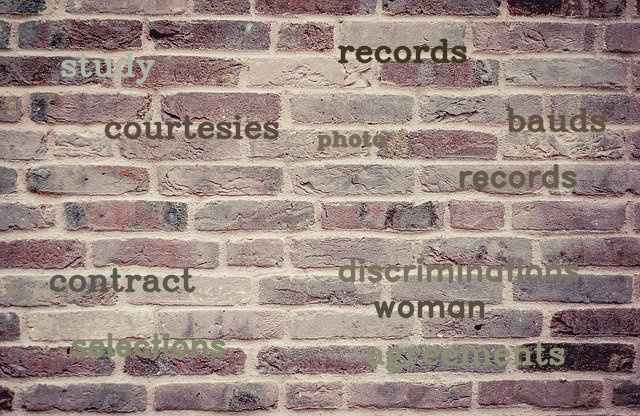 records
study
courtesies
bauds
photo
records
discriminations
contract
woman
selections
agreements